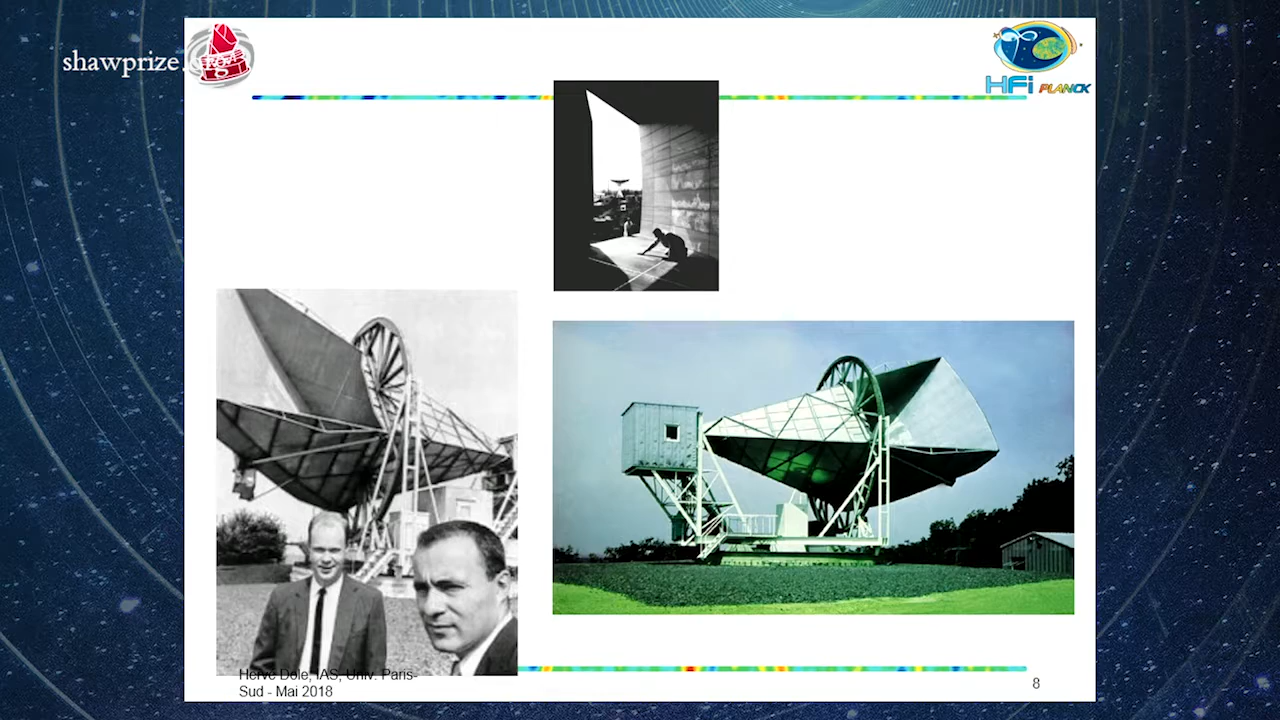 shawprize.org
HFi PLANCK
Hervé Dole, IAS, Univ. Paris-
Sud - Mai 2018
8